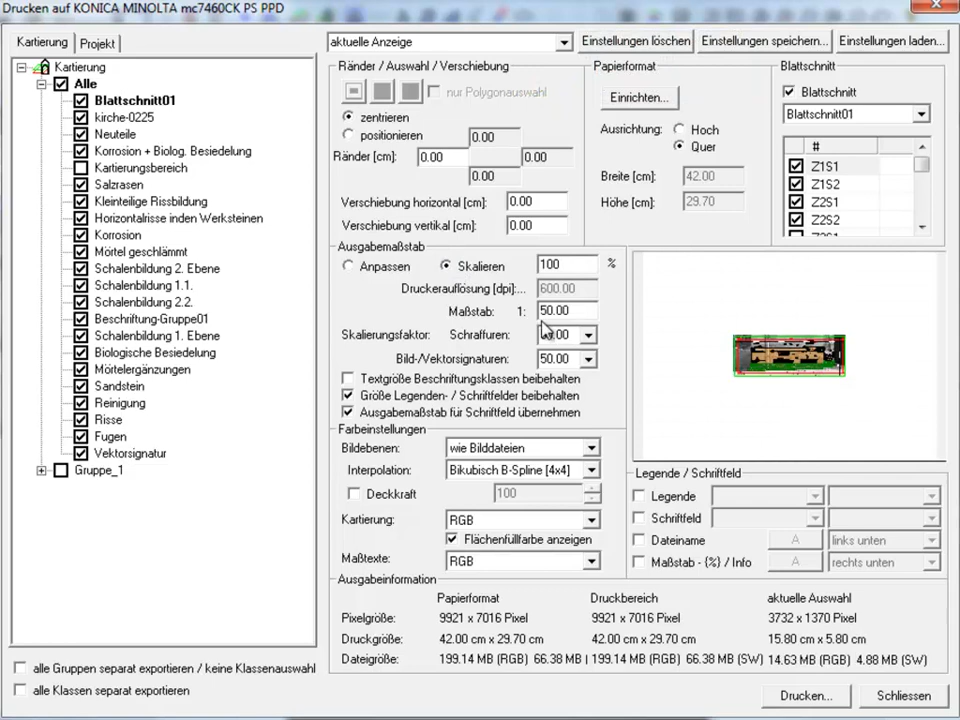 Drucken auf KONICA MINOLTA mc7460CK PS PPD
Kartierung Projekt
Kartierung
Alle
Blattschnitt01
kirche-0225
Neuteile
Korrosion + Biolog. Besiedelung
Kartierungsbereich
Salzrasen
Kleinteilige Rissbildung
Horizontalrisse inden Werksteinen
Korrosion
Mörtel geschlämmt
Schalenbildung 2. Ebene
Schalenbildung 1.1.
Schalenbildung 2.2.
Beschriftung-Gruppe01
Schalenbildung 1. Ebene
Biologische Besiedelung
Mörtelergänzungen
Sandstein
Reinigung
Risse
Fugen
Vektorsignatur
Gruppe_1
alle Gruppen separat exportieren / keine Klassenauswahl
alle Klassen separat exportieren
aktuelle Anzeige
Einstellungen löschen Einstellungen speichern... Einstellungen laden...
Ränder / Auswahl / Verschiebung
nur Polygonauswahl
zentrieren
positionieren 0.00
Ränder [cm]: 0.00 0.00
0.00
Verschiebung horizontal [cm]: 0.00
Verschiebung vertikal [cm]: 0.00
Papierformat
Einrichten...
Ausrichtung: Hoch
Quer
Breite [cm]: 42.00
Höhe [cm]: 29.70
Blattschnitt
Blattschnitt
Blattschnitt01
#
Z1S1
Z1S2
Z2S1
Z2S2
Ausgabemaßstab
Anpassen Skalieren 100 %
Druckerauflösung [dpi]:... 600.00
Maßstab: 1: 50.00
Skalierungsfaktor: Schraffuren:
Bild-/Vektorsignaturen: 50.00
Textgröße Beschriftungsklassen beibehalten
Größe Legenden- / Schriftfelder beibehalten
Ausgabemaßstab für Schriftfeld übernehmen
Farbeinstellungen
Bildebenen: wie Bilddateien
Interpolation: Bikubisch B-Spline [4x4]
Deckkraft 100
Kartierung: RGB
Flächenfüllfarbe anzeigen
Maßtexte: RGB
Legende / Schriftfeld
Legende
Schriftfeld
Dateiname A links unten
Maßstab - (%) / Info A rechts unten
Ausgabeinformation
Papierformat Druckbereich aktuelle Auswahl
Pixelgröße: 9921 x 7016 Pixel 9921 x 7016 Pixel 3732 x 1370 Pixel
Druckgröße: 42.00 cm x 29.70 cm 42.00 cm x 29.70 cm 15.80 cm x 5.80 cm
Dateigröße: 199.14 MB (RGB) 66.38 MB | 199.14 MB (RGB) 66.38 MB (SW) 14.63 MB (RGB) 4.88 MB (SW)
Drucken... Schliessen